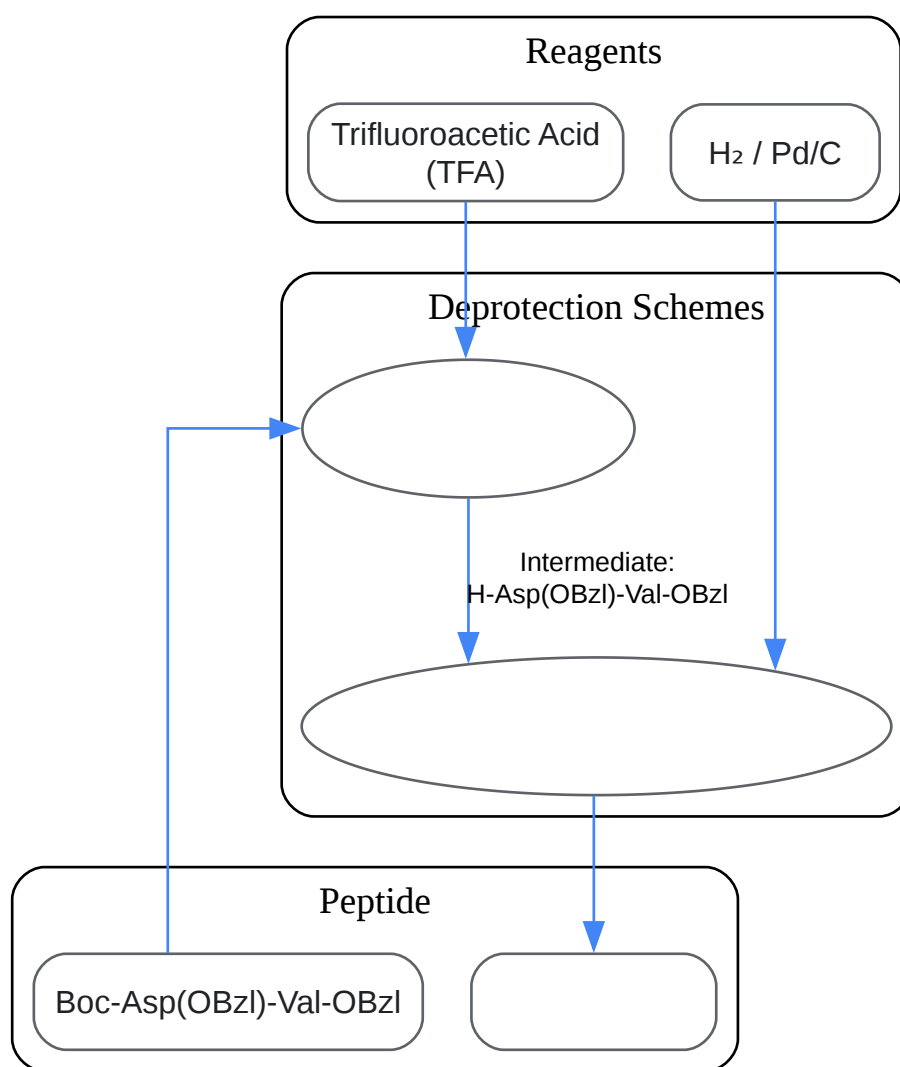 Reagents
Trifluoroacetic Acid
(TFA)
H₂ / Pd/C
Deprotection Schemes
Intermediate:
H-Asp(OBzl)-Val-OBzl
Peptide
Boc-Asp(OBzl)-Val-OBzl